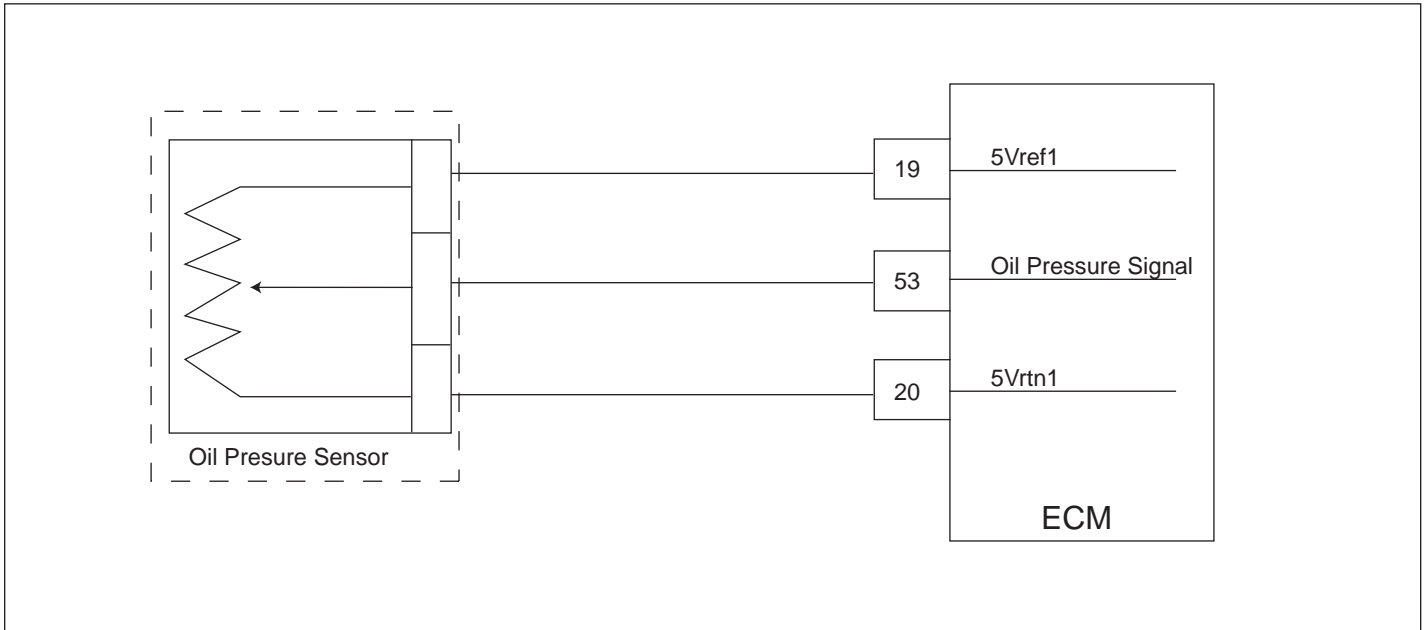 19
5Vref1
53
Oil Pressure Signal
20
5Vrtn1
Oil Presure Sensor
ECM